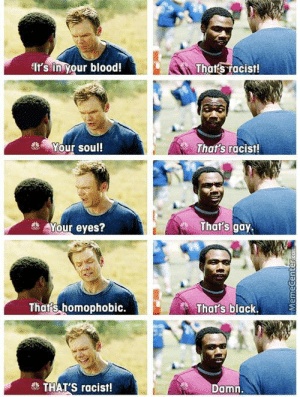 "It's in your blood!
That's racist!
Your soul!
That's racist!
Your eyes?
That's gay.
That's homophobic.
That's black.
THAT'S racist!
Damn.
MemeCenter